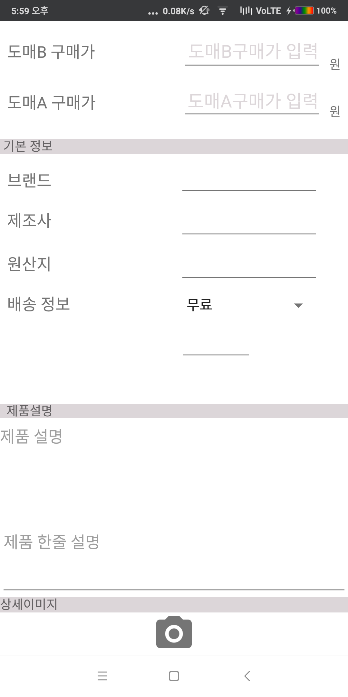 5:59 오후 ... 0.08K/s VoLTE 100%
도매B 구매가 도매B구매가 입력 원
도매A 구매가 도매A구매가 입력 원
기본 정보
브랜드
제조사
원산지
배송 정보 무료
제품설명
제품 설명
제품 한줄 설명
상세이미지